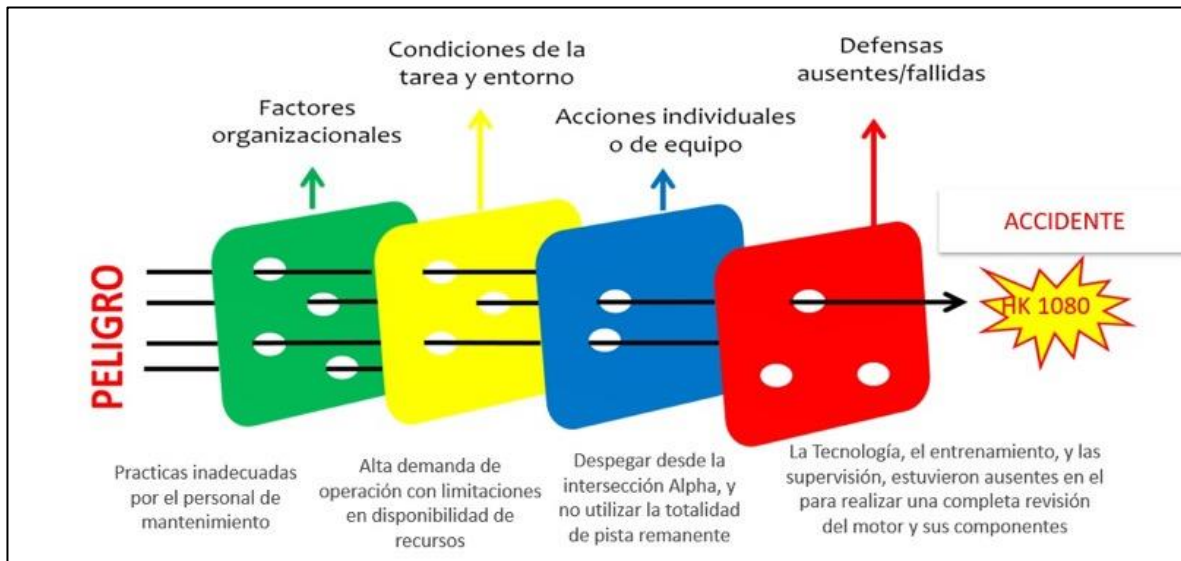 Condiciones de la
tarea y entorno
Defensas
ausentes/fallidas
Factores
organizacionales
Acciones individuales
o de equipo
ACCIDENTE
PELIGRO
HK 1080
Practicas inadecuadas
por el personal de
mantenimiento
Alta demanda de
operación con limitaciones
en disponibilidad de
recursos
Despegar desde la
intersección Alpha, y
no utilizar la totalidad
de pista remanente
La Tecnología, el entrenamiento, y las
supervisión, estuvieron ausentes en el
para realizar una completa revisión
del motor y sus componentes